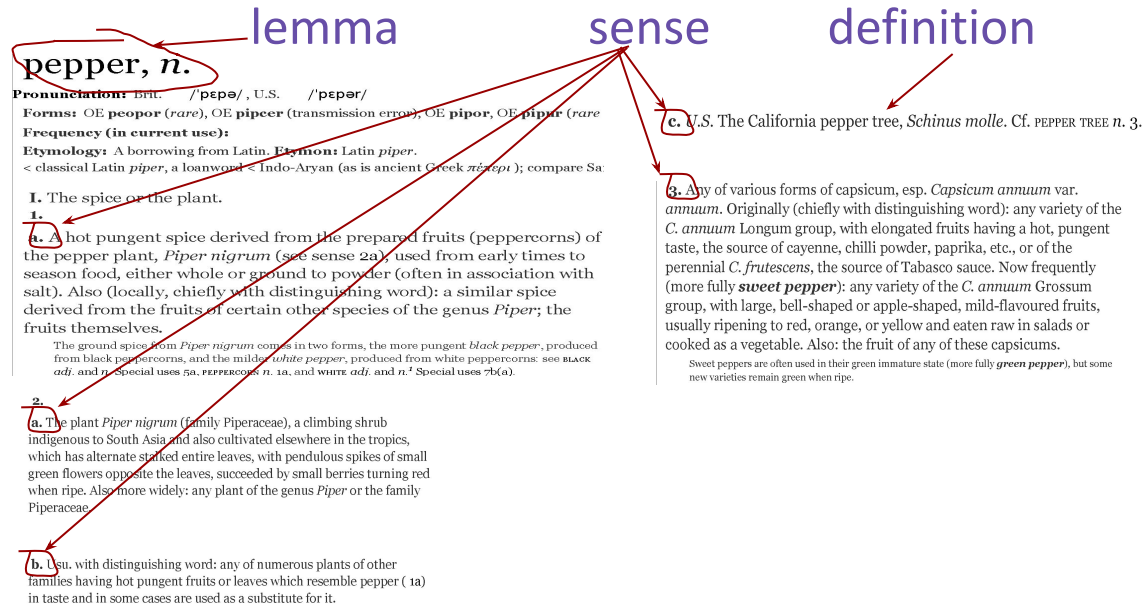 lemma sense definition
pepper, n.
Pronunciation: Brit. /ˈpɛpə/ , U.S. /ˈpɛpər/
Forms: OE peopor (rare), OE pipcer (transmission error), OE pipor, OE pipur (rare
Frequency (in current use):
Etymology: A borrowing from Latin. Etymon: Latin piper.
< classical Latin piper, a loanword < Indo-Aryan (as is ancient Greek πέπερι ); compare Sa
I. The spice or the plant.
1.
a. A hot pungent spice derived from the prepared fruits (peppercorns) of
the pepper plant, Piper nigrum (see sense 2a), used from early times to
season food, either whole or ground to powder (often in association with
salt). Also (locally, chiefly with distinguishing word): a similar spice
derived from the fruits of certain other species of the genus Piper; the
fruits themselves.
The ground spice from Piper nigrum comes in two forms, the more pungent black pepper, produced
from black peppercorns, and the milder white pepper, produced from white peppercorns: see BLACK
adj. and n. Special uses 5a, PEPPERCORN n. 1a, and WHITE adj. and n.¹ Special uses 7b(a).
2.
a. The plant Piper nigrum (family Piperaceae), a climbing shrub
indigenous to South Asia and also cultivated elsewhere in the tropics,
which has alternate stalked entire leaves, with pendulous spikes of small
green flowers opposite the leaves, succeeded by small berries turning red
when ripe. Also more widely: any plant of the genus Piper or the family
Piperaceae.
b. Usu. with distinguishing word: any of numerous plants of other
families having hot pungent fruits or leaves which resemble pepper ( 1a)
in taste and in some cases are used as a substitute for it.
c. U.S. The California pepper tree, Schinus molle. Cf. PEPPER TREE n. 3.
3. Any of various forms of capsicum, esp. Capsicum annuum var.
annuum. Originally (chiefly with distinguishing word): any variety of the
C. annuum Longum group, with elongated fruits having a hot, pungent
taste, the source of cayenne, chilli powder, paprika, etc., or of the
perennial C. frutescens, the source of Tabasco sauce. Now frequently
(more fully sweet pepper): any variety of the C. annuum Grossum
group, with large, bell-shaped or apple-shaped, mild-flavoured fruits,
usually ripening to red, orange, or yellow and eaten raw in salads or
cooked as a vegetable. Also: the fruit of any of these capsicums.
Sweet peppers are often used in their green immature state (more fully green pepper), but some
new varieties remain green when ripe.